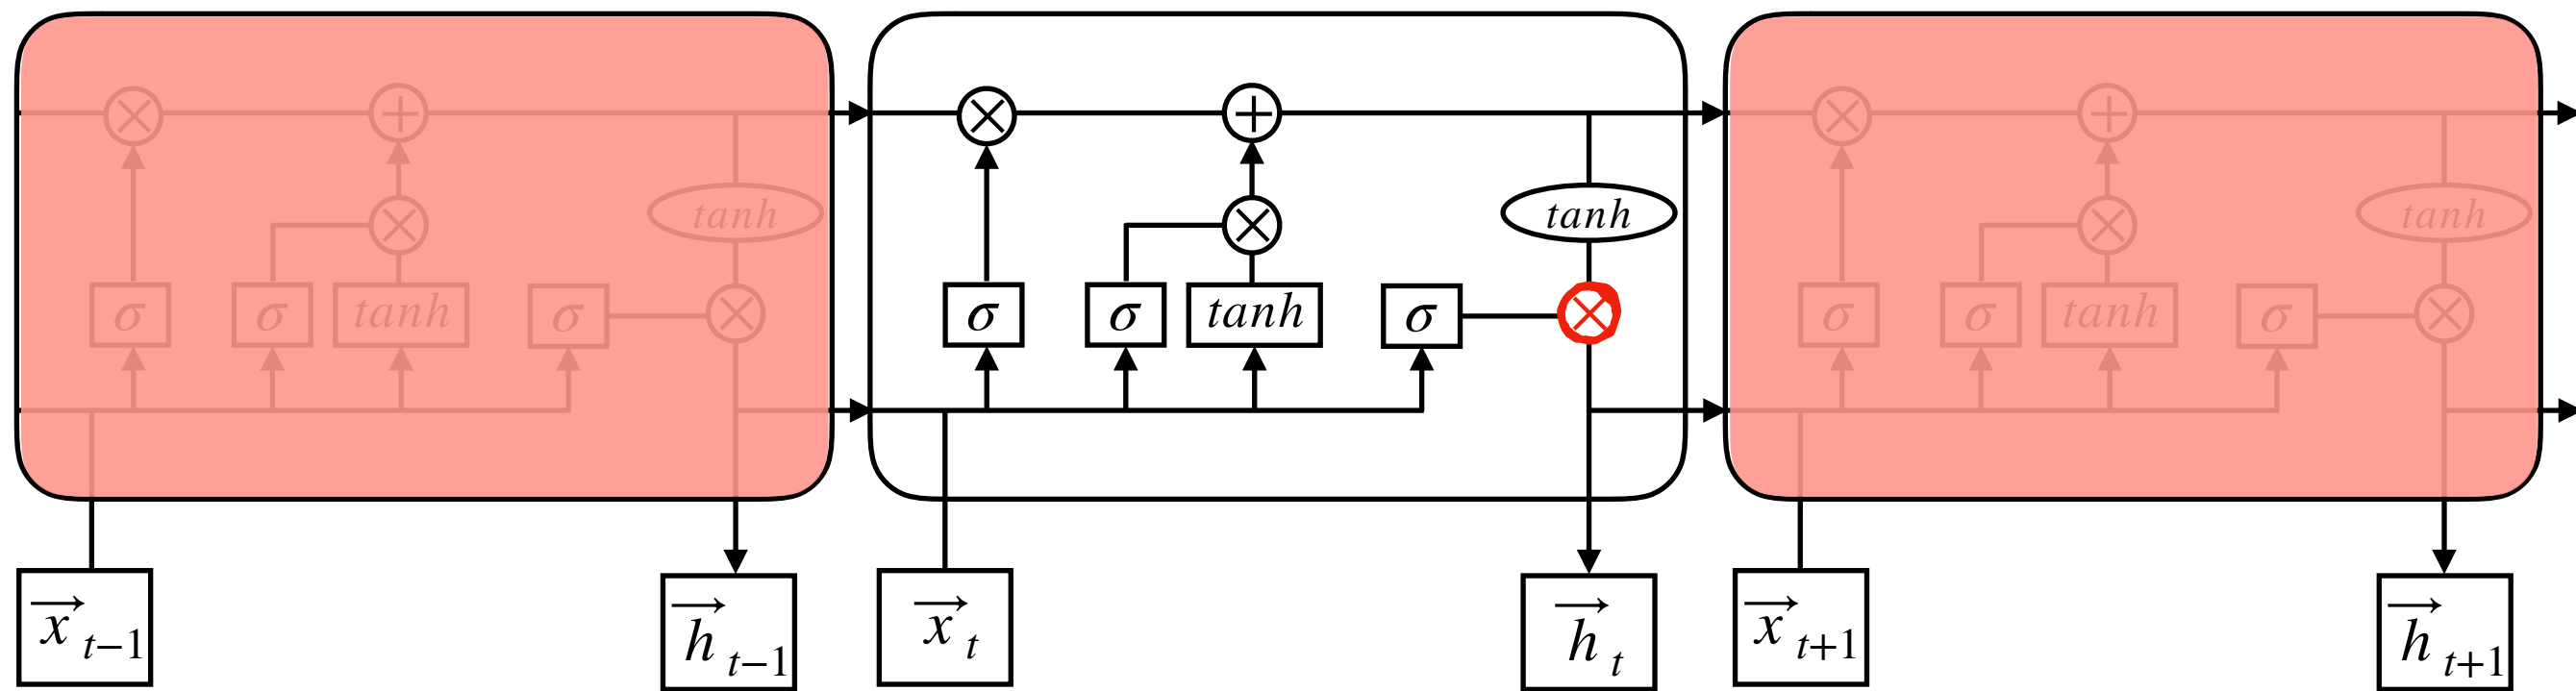 tanh tanh tanh
σ σ tanh σ σ σ tanh σ σ σ tanh σ
x⃗ t−1 h⃗ t−1 x⃗ t h⃗ t x⃗ t+1 h⃗ t+1